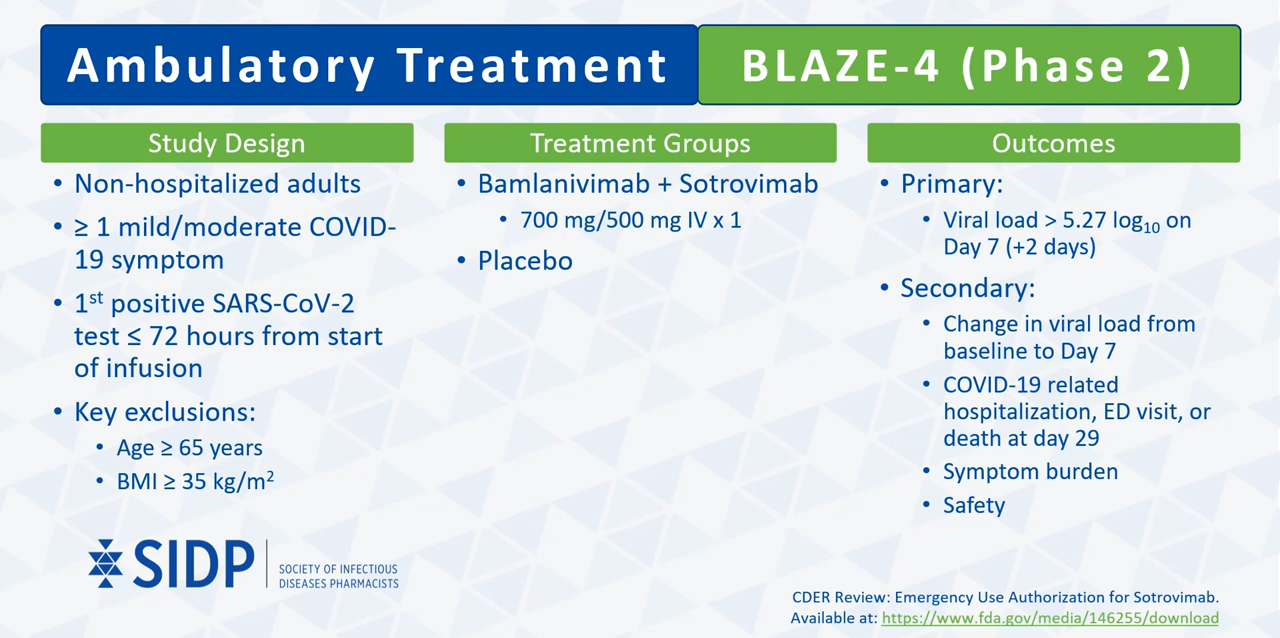 Ambulatory Treatment
BLAZE-4 (Phase 2)
Study Design
• Non-hospitalized adults
• ≥ 1 mild/moderate COVID-
19 symptom
• 1st positive SARS-CoV-2
test ≤ 72 hours from start
of infusion
• Key exclusions:
• Age ≥ 65 years
• BMI ≥ 35 kg/m²
Treatment Groups
• Bamlanivimab + Sotrovimab
• 700 mg/500 mg IV x 1
• Placebo
Outcomes
• Primary:
• Viral load > 5.27 log₁₀ on
Day 7 (+2 days)
• Secondary:
• Change in viral load from
baseline to Day 7
• COVID-19 related
hospitalization, ED visit, or
death at day 29
• Symptom burden
• Safety
SIDP
SOCIETY OF INFECTIOUS
DISEASES PHARMACISTS
CDER Review: Emergency Use Authorization for Sotrovimab.
Available at: https://www.fda.gov/media/146255/download